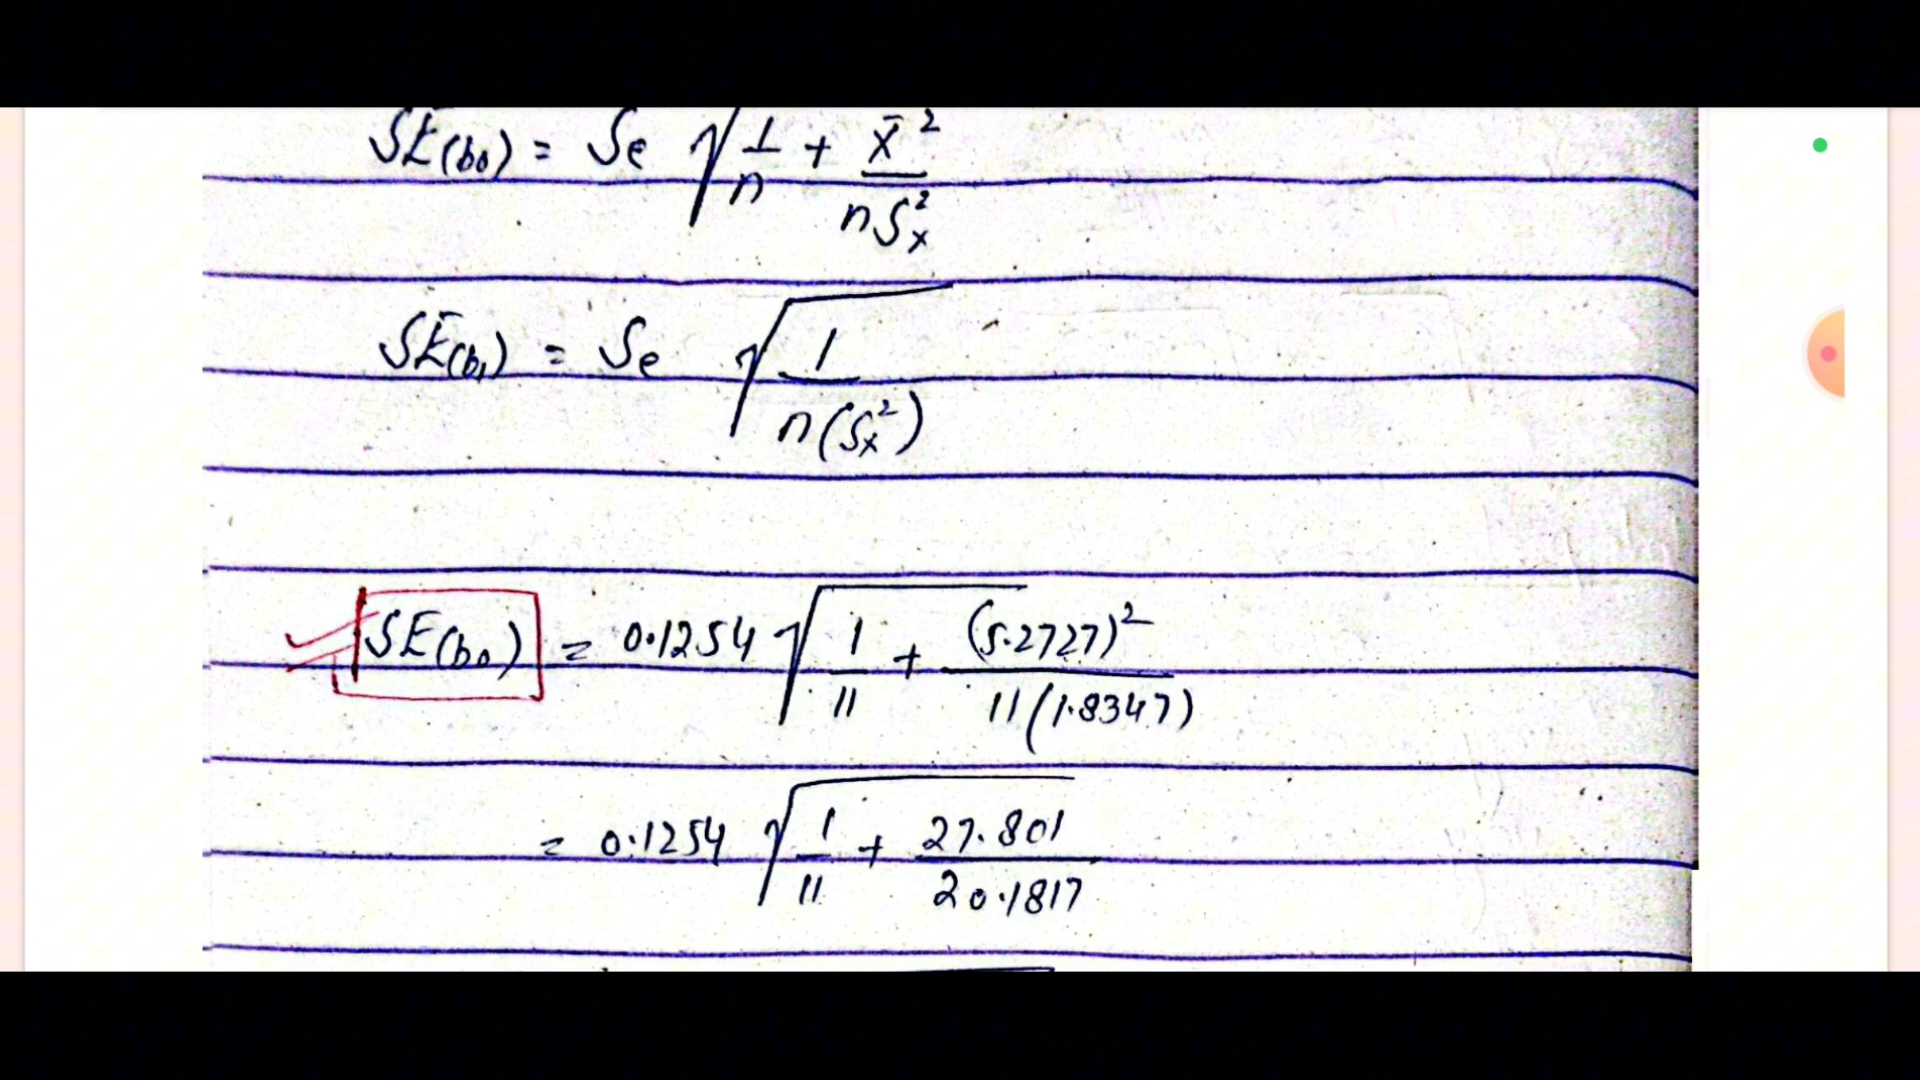 SE(b₀) = Se √ 1/n + x̄²/nSx²
SE(b₁) = Se √ 1/n(Sx²)
SE(b₀) = 0.1254 √ 1/11 + (5.2727)²/11(1.8347)
= 0.1254 √ 1/11 + 27.801/20.1817